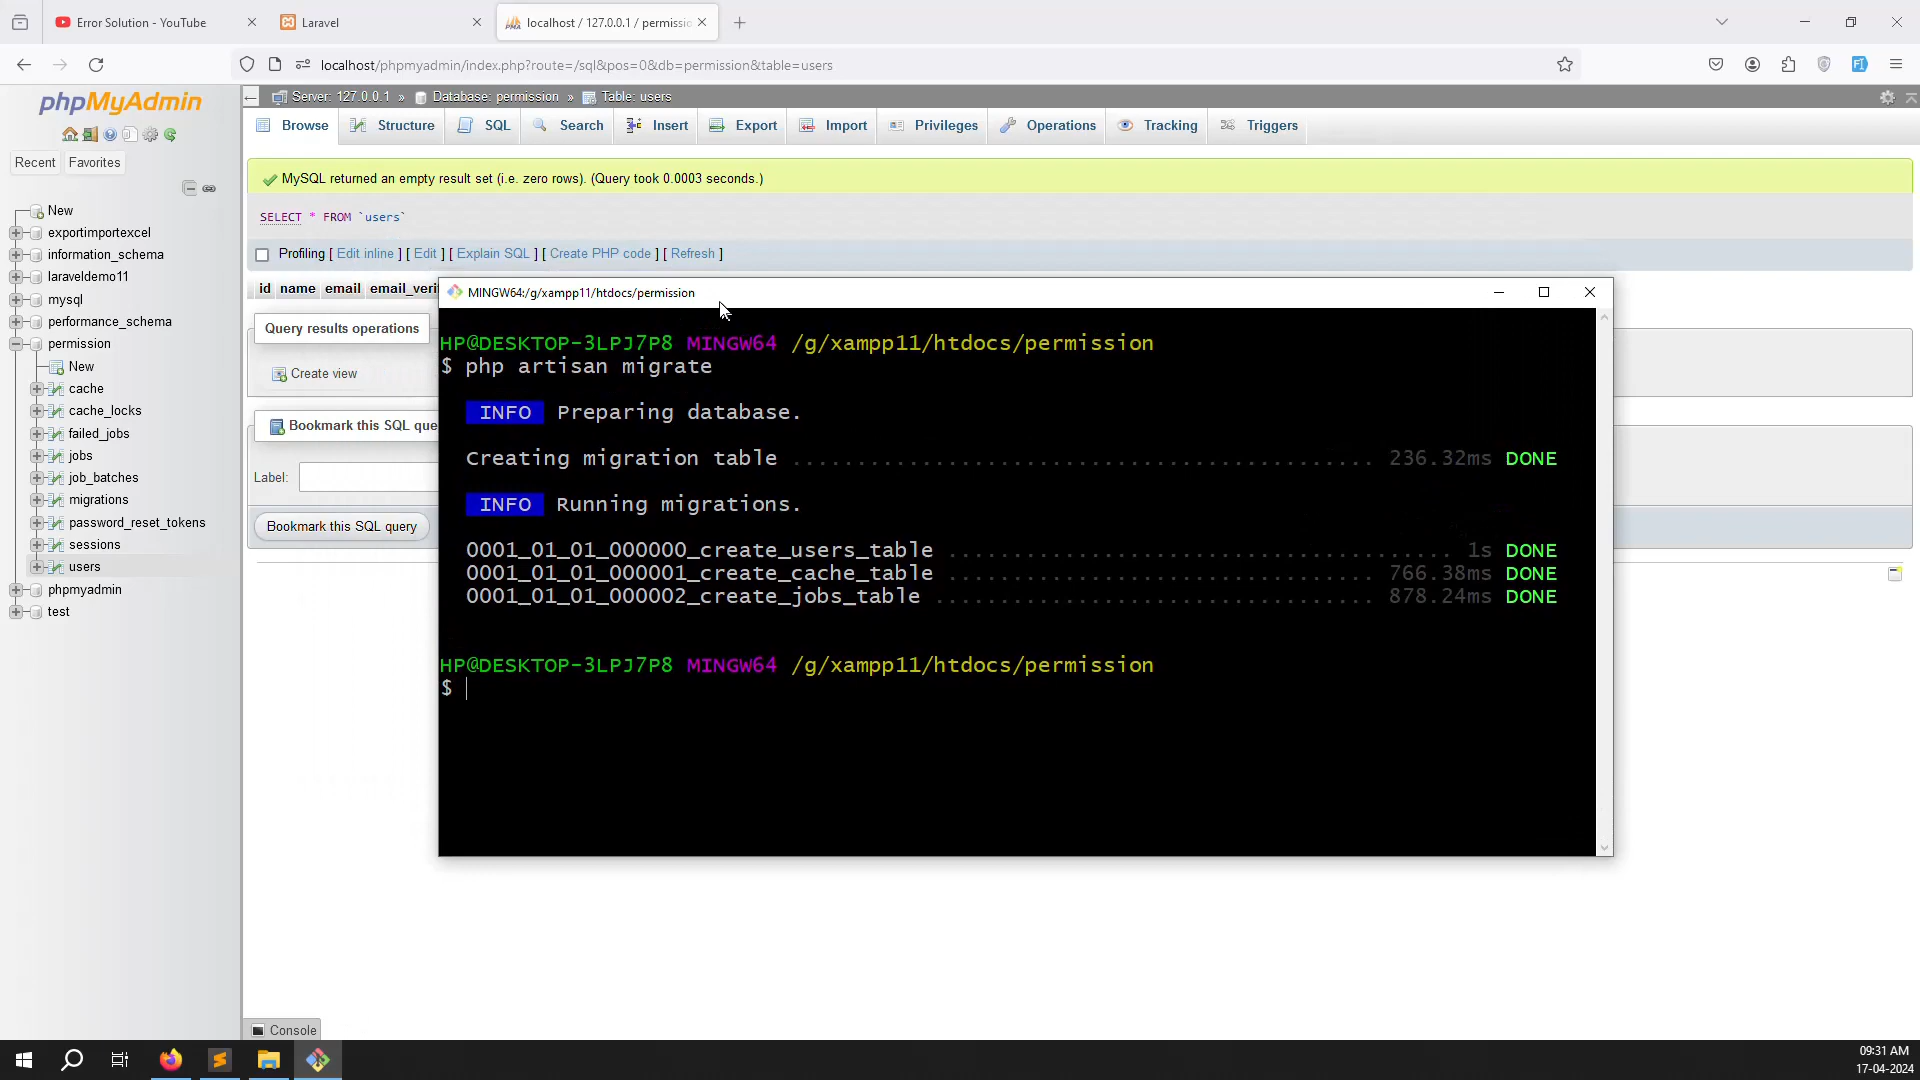 Error Solution - YouTube
Laravel
localhost / 127.0.0.1 / permissi
localhost/phpmyadmin/index.php?route=/sql&pos=0&db=permission&table=users
phpMyAdmin
Server: 127.0.0.1 » Database: permission » Table: users
Browse Structure SQL Search Insert Export Import Privileges Operations Tracking Triggers
Recent Favorites
MySQL returned an empty result set (i.e. zero rows). (Query took 0.0003 seconds.)
SELECT * FROM `users`
Profiling [ Edit inline ] [ Edit ] [ Explain SQL ] [ Create PHP code ] [ Refresh ]
id name email email_veri
Query results operations
Create view
Bookmark this SQL que
Label:
Bookmark this SQL query
New
exportimportexcel
information_schema
laraveldemo11
mysql
performance_schema
permission
New
cache
cache_locks
failed_jobs
jobs
job_batches
migrations
password_reset_tokens
sessions
users
phpmyadmin
test
MINGW64:/g/xampp11/htdocs/permission
HP@DESKTOP-3LPJ7P8 MINGW64 /g/xampp11/htdocs/permission
$ php artisan migrate
INFO Preparing database.
Creating migration table ............................................. 236.32ms DONE
INFO Running migrations.
0001_01_01_000000_create_users_table ....................................... 1s DONE
0001_01_01_000001_create_cache_table ................................. 766.38ms DONE
0001_01_01_000002_create_jobs_table .................................. 878.24ms DONE
HP@DESKTOP-3LPJ7P8 MINGW64 /g/xampp11/htdocs/permission
$
Console
09:31 AM
17-04-2024